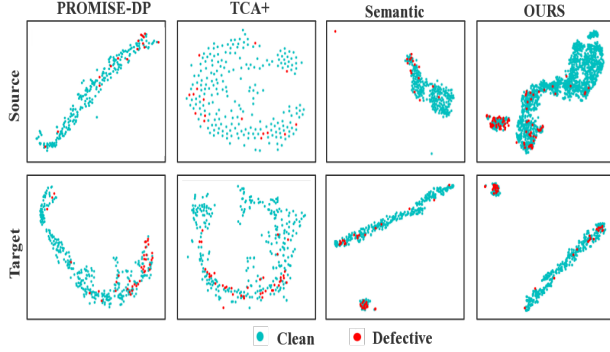 PROMISE-DP TCA+ Semantic OURS
Source
Target
Clean Defective